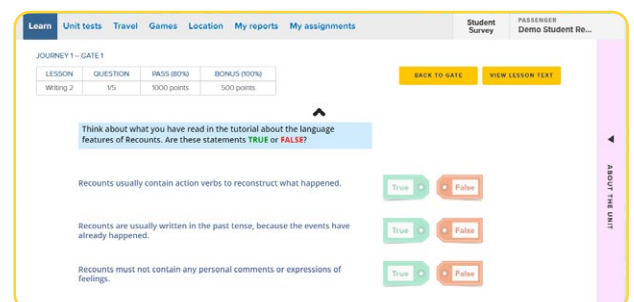 Learn Unit tests Travel Games Location My reports My assignments
Student Survey
PASSENGER
Demo Student Re...
JOURNEY 1 – GATE 1
LESSON QUESTION PASS (80%) BONUS (100%)
Writing 2 1/5 1000 points 500 points
BACK TO GATE VIEW LESSON TEXT
Think about what you have read in the tutorial about the language
features of Recounts. Are these statements TRUE or FALSE?
Recounts usually contain action verbs to reconstruct what happened.
True False
Recounts are usually written in the past tense, because the events have
already happened.
True False
Recounts must not contain any personal comments or expressions of
feelings.
True False
ABOUT THE UNIT